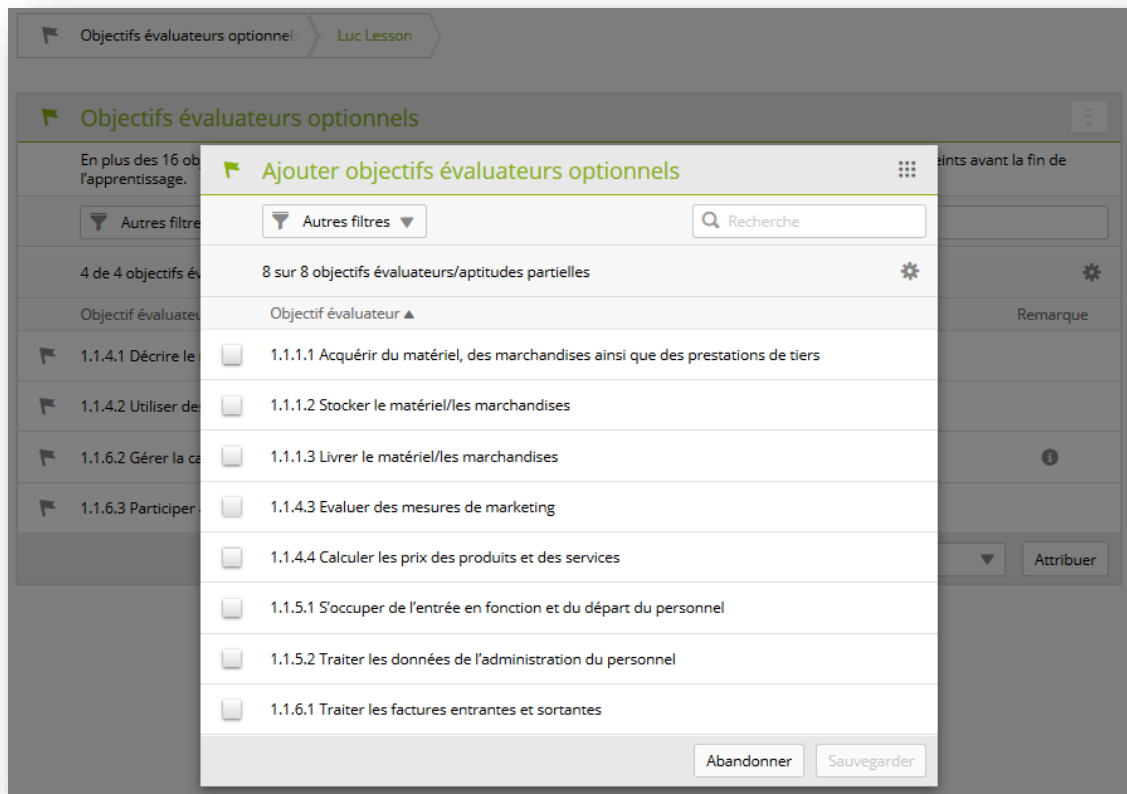 Objectifs évaluateurs optionnel
Luc Lesson
Objectifs évaluateurs optionnels
En plus des 16 ob
eints avant la fin de
l’apprentissage.
Autres filtre
4 de 4 objectifs év
Objectif évaluateu
Remarque
1.1.4.1 Décrire le
1.1.4.2 Utiliser de
1.1.6.2 Gérer la ca
1.1.6.3 Participer
Attribuer
Ajouter objectifs évaluateurs optionnels
Autres filtres
Recherche
8 sur 8 objectifs évaluateurs/aptitudes partielles
Objectif évaluateur
1.1.1.1 Acquérir du matériel, des marchandises ainsi que des prestations de tiers
1.1.1.2 Stocker le matériel/les marchandises
1.1.1.3 Livrer le matériel/les marchandises
1.1.4.3 Evaluer des mesures de marketing
1.1.4.4 Calculer les prix des produits et des services
1.1.5.1 S’occuper de l’entrée en fonction et du départ du personnel
1.1.5.2 Traiter les données de l’administration du personnel
1.1.6.1 Traiter les factures entrantes et sortantes
Abandonner
Sauvegarder